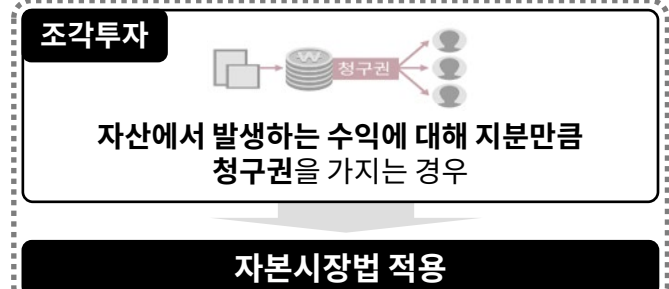 조각투자
₩
청구권
자산에서 발생하는 수익에 대해 지분만큼
청구권을 가지는 경우
자본시장법 적용